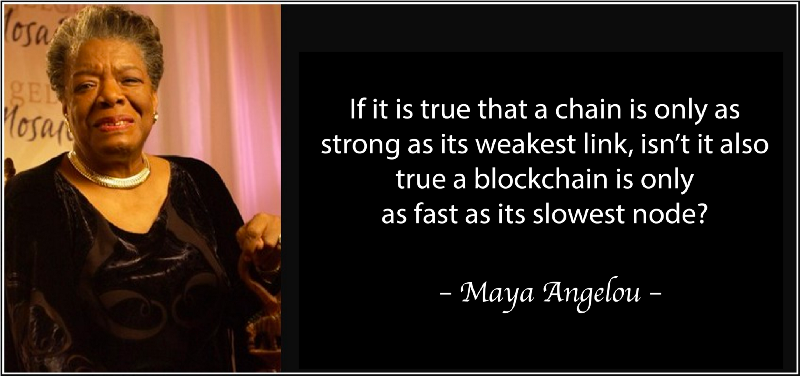 If it is true that a chain is only as
strong as its weakest link, isn’t it also
true a blockchain is only
as fast as its slowest node?
– Maya Angelou –